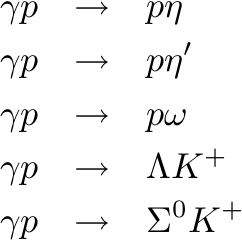 γp → pη
γp → pη′
γp → pω
γp → ΛK⁺
γp → Σ⁰K⁺